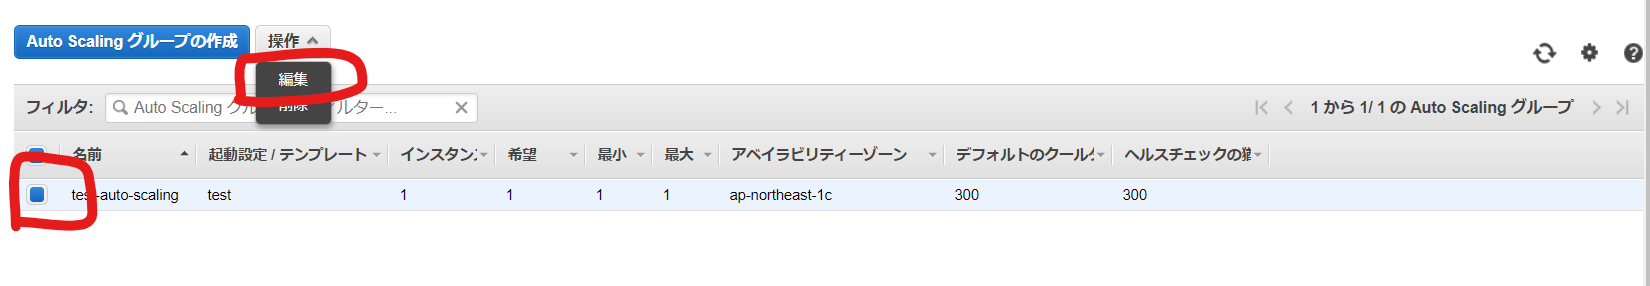 Auto Scaling グループの作成 操作
編集
削除
フィルタ: Auto Scaling グル ィルター... 1 から 1/ 1 の Auto Scaling グループ
名前 起動設定 / テンプレート インスタン 希望 最小 最大 アベイラビリティーゾーン デフォルトのクールダ ヘルスチェックの猶
test-auto-scaling test 1 1 1 1 ap-northeast-1c 300 300